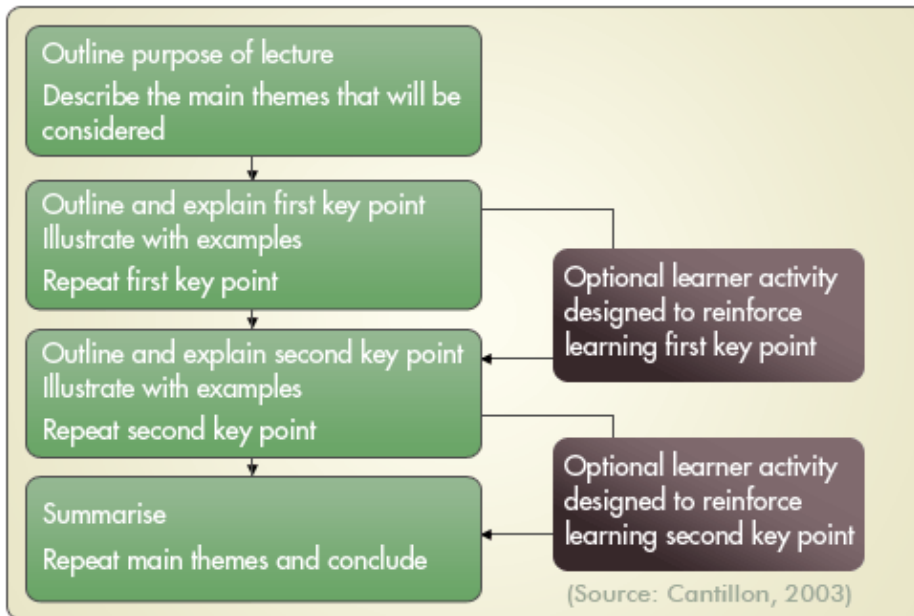 Outline purpose of lecture
Describe the main themes that will be
considered
Outline and explain first key point
Illustrate with examples
Repeat first key point
Optional learner activity
designed to reinforce
learning first key point
Outline and explain second key point
Illustrate with examples
Repeat second key point
Optional learner activity
designed to reinforce
learning second key point
Summarise
Repeat main themes and conclude
(Source: Cantillon, 2003)